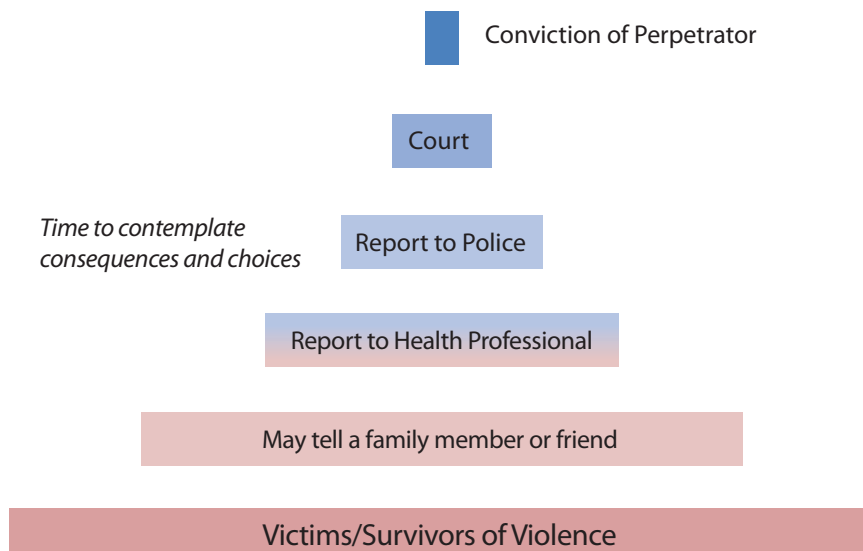 Conviction of Perpetrator
Court
Time to contemplate
consequences and choices
Report to Police
Report to Health Professional
May tell a family member or friend
Victims/Survivors of Violence